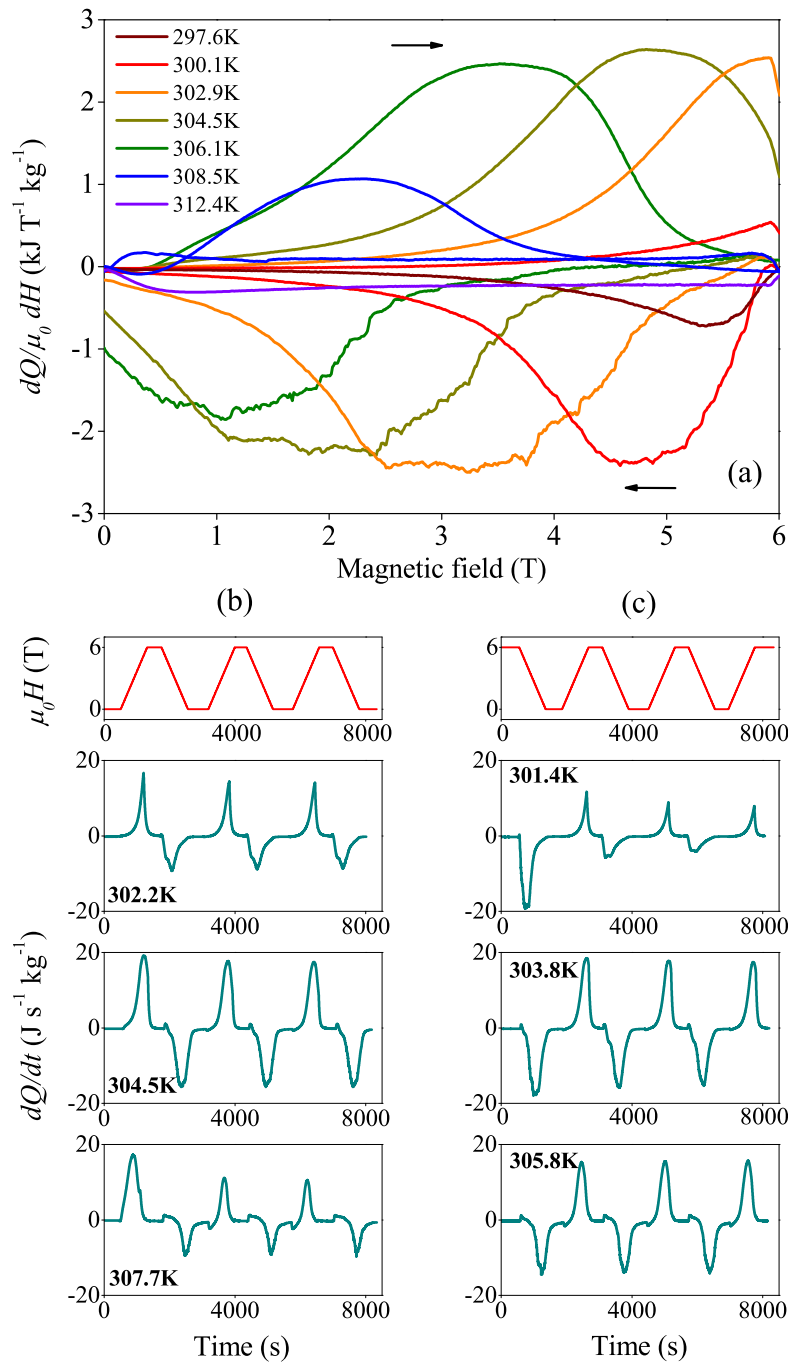 297.6K
300.1K
302.9K
304.5K
306.1K
308.5K
312.4K
3
2
1
0
-1
-2
-3
dQ/μ0 dH (kJ T-1 kg-1)
(a)
0 1 2 3 4 5 6
Magnetic field (T)
(b) (c)
μ0H (T)
6
0
0 4000 8000
6
0
0 4000 8000
dQ/dt (J s-1 kg-1)
20
0
-20
302.2K
0 4000 8000
20
0
-20
301.4K
0 4000 8000
20
0
-20
304.5K
0 4000 8000
20
0
-20
303.8K
0 4000 8000
20
0
-20
307.7K
0 4000 8000
20
0
-20
305.8K
0 4000 8000
Time (s) Time (s)